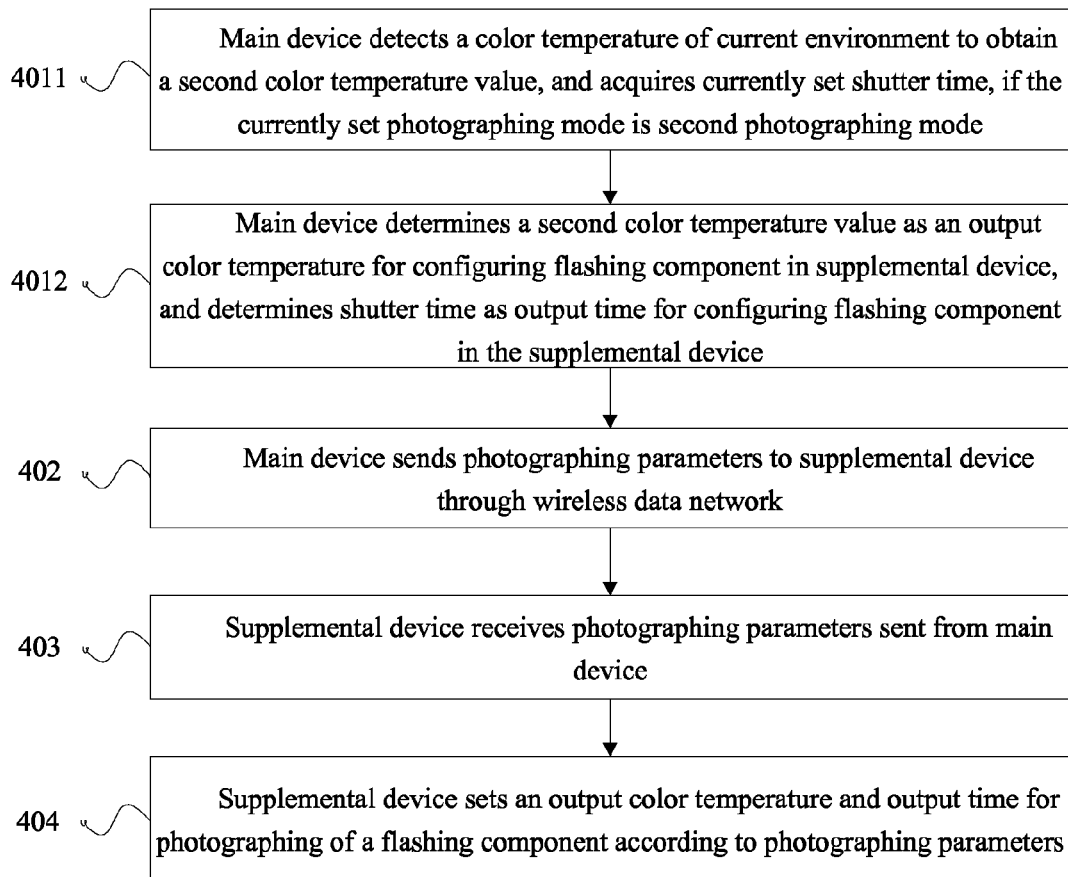 Main device detects a color temperature of current environment to obtain
4011
a second color temperature value, and acquires currently set shutter time, if the
currently set photographing mode is second photographing mode
Main device determines a second color temperature value as an output
color temperature for configuring flashing component in supplemental device,
4012
and determines shutter time as output time for configuring flashing component
in the supplemental device
Main device sends photographing parameters to supplemental device
402
through wireless data network
Supplemental device receives photographing parameters sent from main
403
device
Supplemental device sets an output color temperature and output time for
404
photographing of a flashing component according to photographing parameters